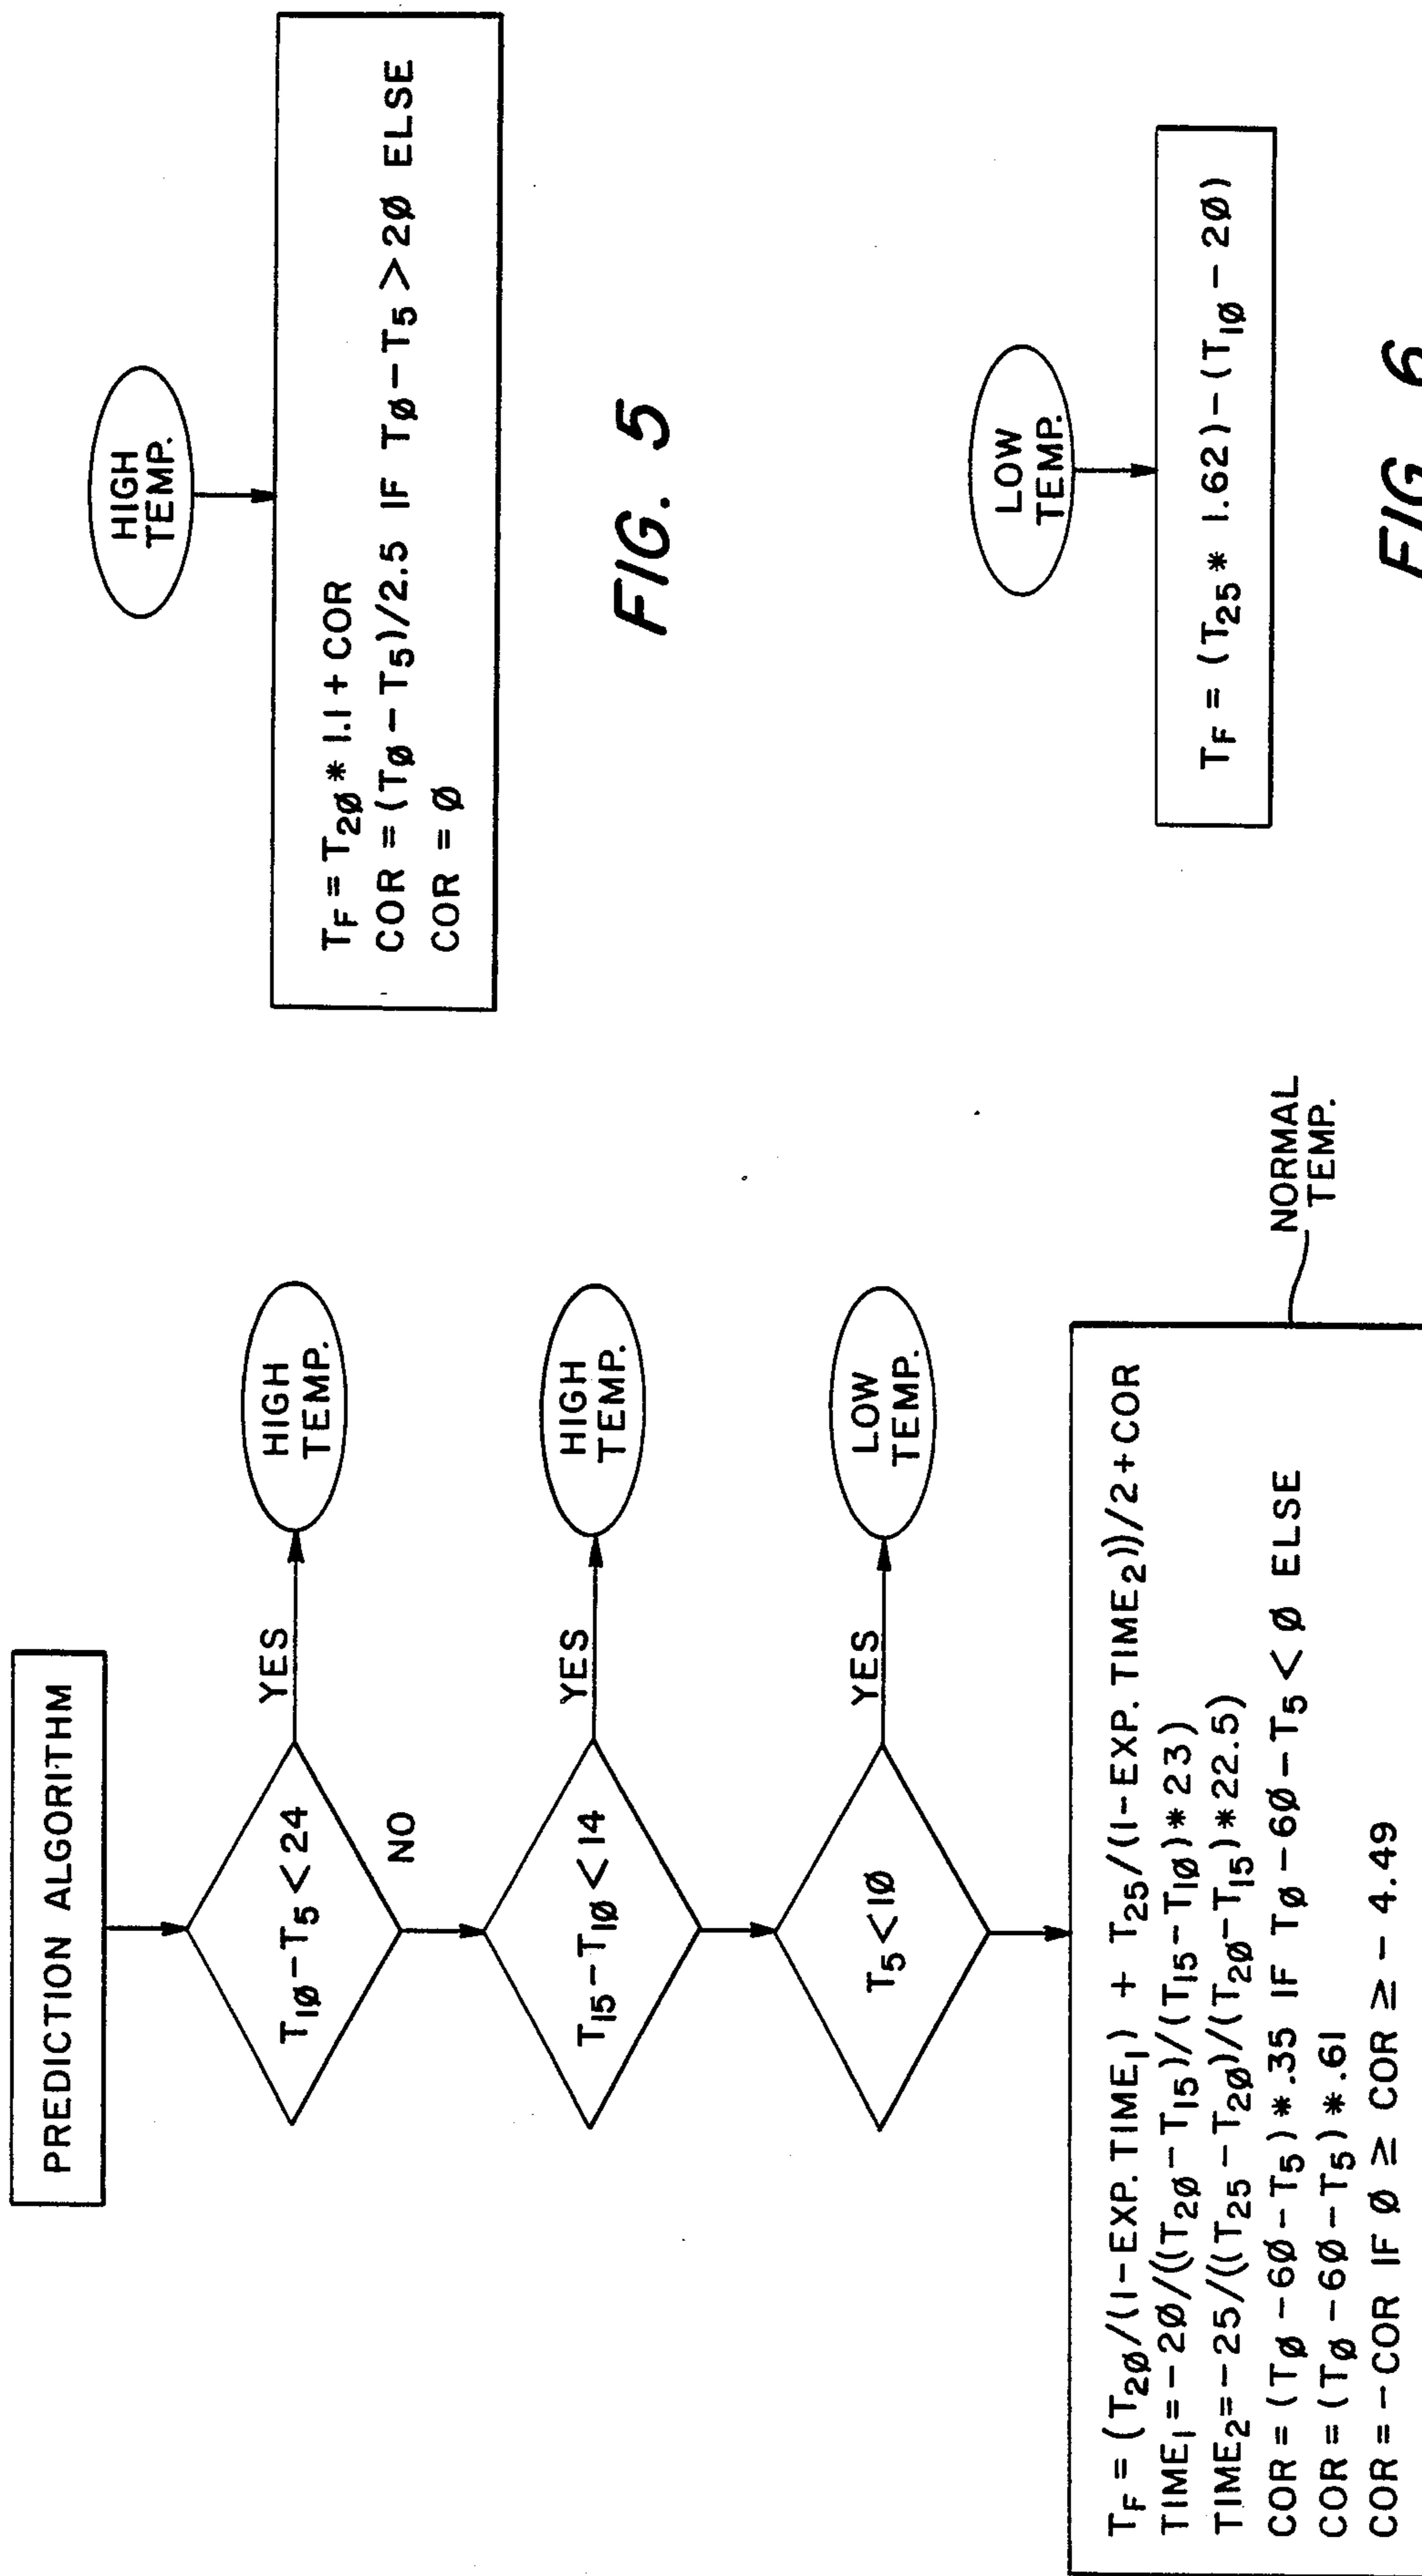 PREDICTION ALGORITHM
T1Ø-T5<24
YES
HIGH
TEMP.
NO
T15-T1Ø<14
YES
HIGH
TEMP.
T5<1Ø
YES
LOW
TEMP.
NORMAL
TEMP.
TF=(T2Ø/(1-EXP.TIME1) + T25/(1-EXP.TIME2))/2+COR
TIME1=-2Ø/((T2Ø-T15)/(T15-T1Ø)*23)
TIME2=-25/((T25-T2Ø)/(T2Ø-T15)*22.5)
COR=(TØ-6Ø-T5)*.35 IF TØ-6Ø-T5<Ø ELSE
COR=(TØ-6Ø-T5)*.61
COR=-COR IF Ø≥COR≥-4.49
HIGH
TEMP.
TF=T2Ø*1.1+COR
COR=(TØ-T5)/2.5 IF TØ-T5>2Ø ELSE
COR=Ø
FIG. 5
LOW
TEMP.
TF=(T25*1.62)-(T1Ø-2Ø)
FIG. 6